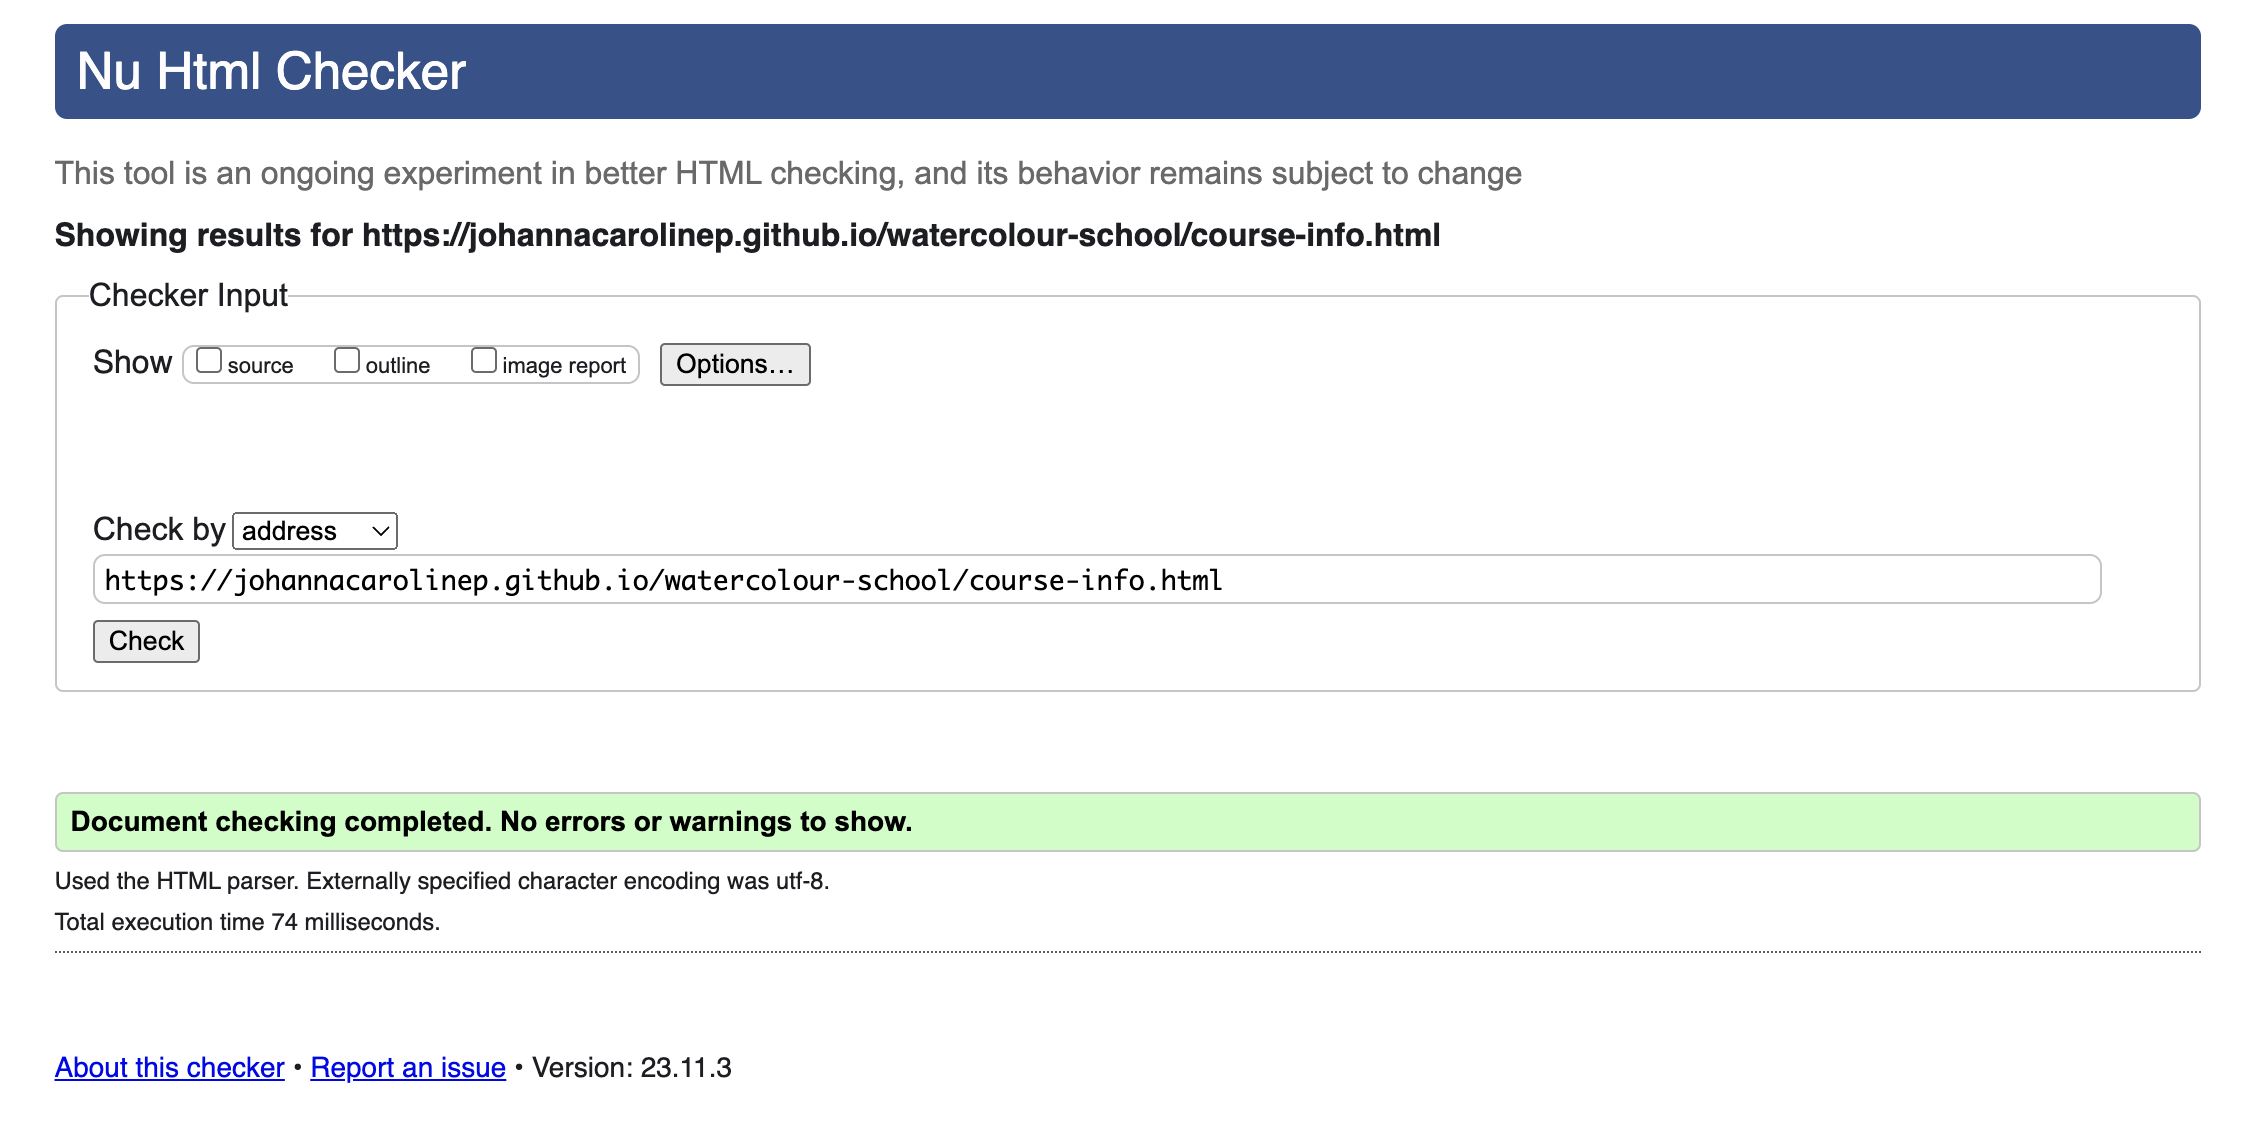 Nu Html Checker
This tool is an ongoing experiment in better HTML checking, and its behavior remains subject to change
Showing results for https://johannacarolinep.github.io/watercolour-school/course-info.html
Checker Input
Show source outline image report Options...
Check by address
https://johannacarolinep.github.io/watercolour-school/course-info.html
Check
Document checking completed. No errors or warnings to show.
Used the HTML parser. Externally specified character encoding was utf-8.
Total execution time 74 milliseconds.
About this checker • Report an issue • Version: 23.11.3